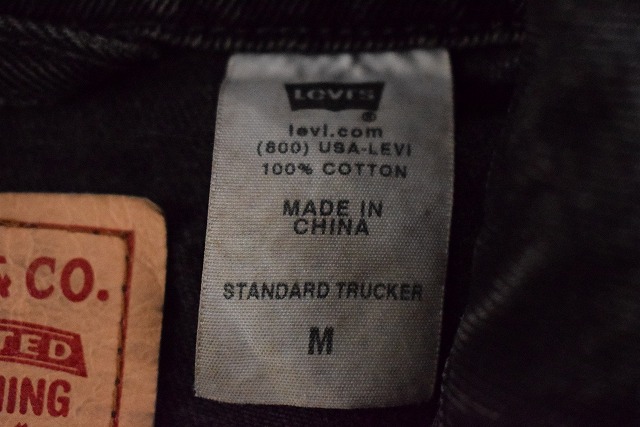 LEVI'S
®
levi.com
(800) USA-LEVI
100% COTTON
MADE IN
CHINA
STANDARD TRUCKER
M
& CO.
TED
HING